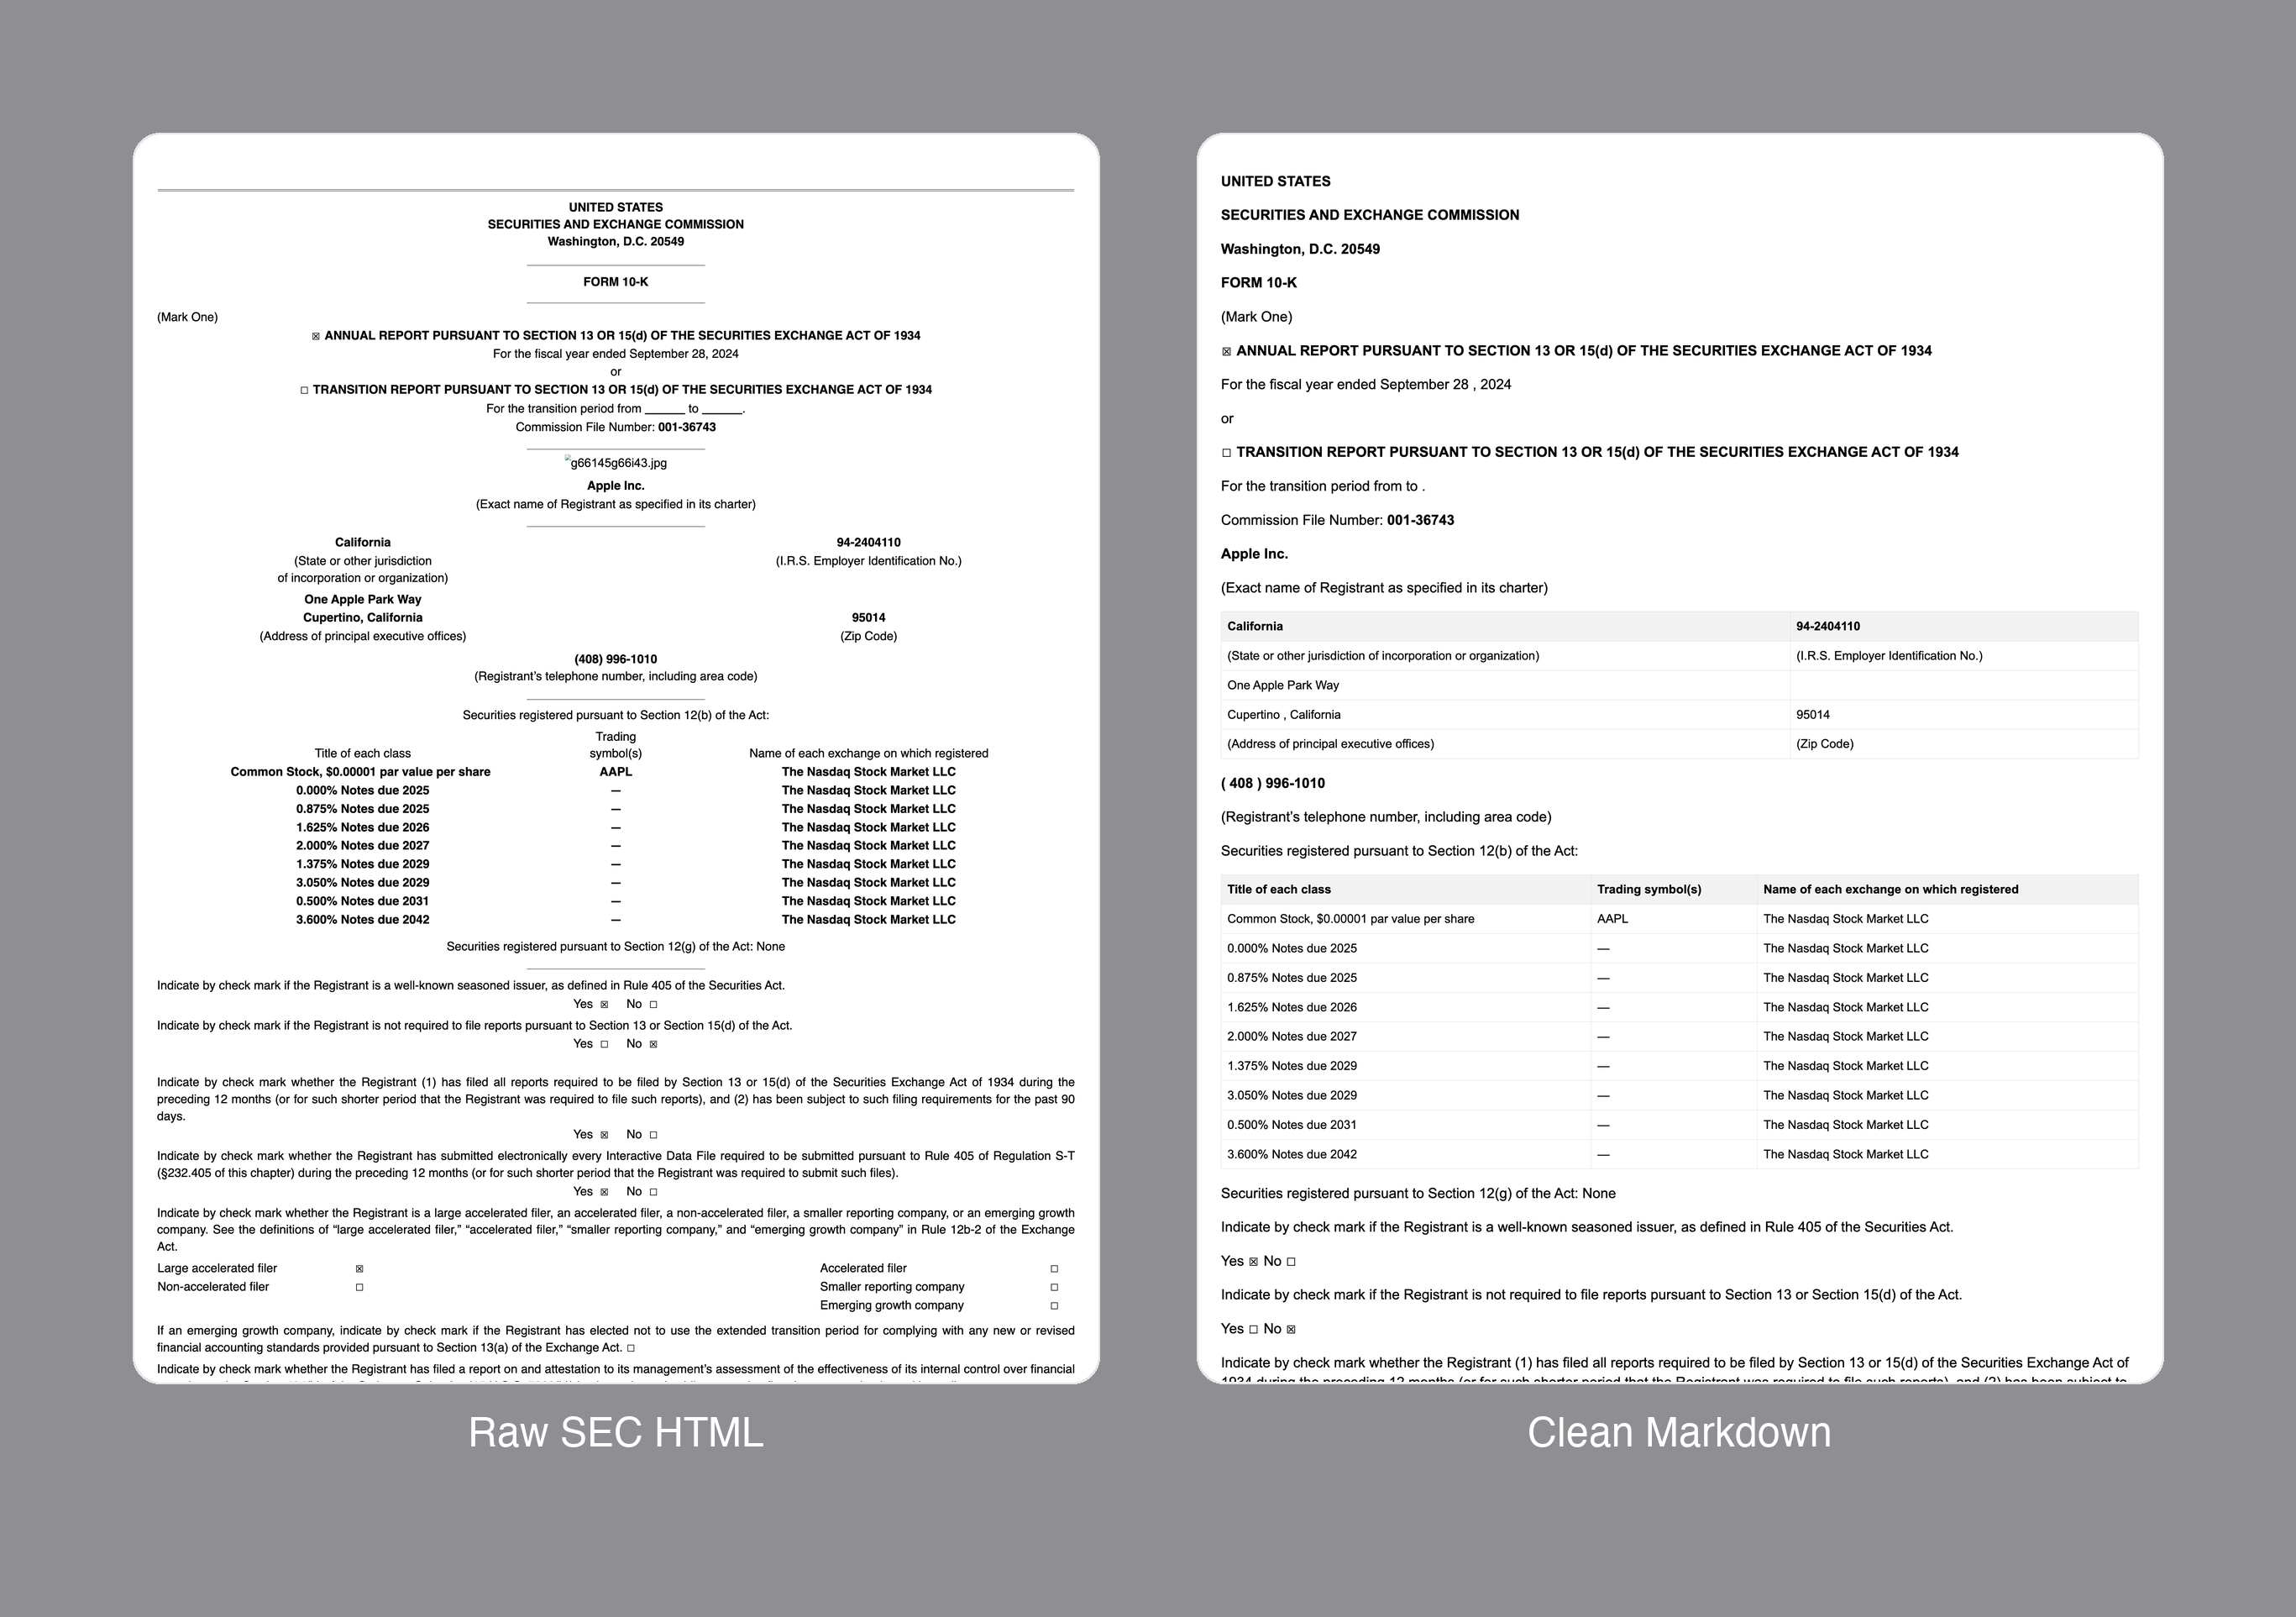 UNITED STATES
SECURITIES AND EXCHANGE COMMISSION
Washington, D.C. 20549
FORM 10-K
(Mark One)
☒ ANNUAL REPORT PURSUANT TO SECTION 13 OR 15(d) OF THE SECURITIES EXCHANGE ACT OF 1934
For the fiscal year ended September 28, 2024
or
☐ TRANSITION REPORT PURSUANT TO SECTION 13 OR 15(d) OF THE SECURITIES EXCHANGE ACT OF 1934
For the transition period from ______ to ______.
Commission File Number: 001-36743
g66145g66i43.jpg
Apple Inc.
(Exact name of Registrant as specified in its charter)
California 94-2404110
(State or other jurisdiction (I.R.S. Employer Identification No.)
of incorporation or organization)
One Apple Park Way
Cupertino, California 95014
(Address of principal executive offices) (Zip Code)
(408) 996-1010
(Registrant’s telephone number, including area code)
Securities registered pursuant to Section 12(b) of the Act:
Trading
Title of each class symbol(s) Name of each exchange on which registered
Common Stock, $0.00001 par value per share AAPL The Nasdaq Stock Market LLC
0.000% Notes due 2025 — The Nasdaq Stock Market LLC
0.875% Notes due 2025 — The Nasdaq Stock Market LLC
1.625% Notes due 2026 — The Nasdaq Stock Market LLC
2.000% Notes due 2027 — The Nasdaq Stock Market LLC
1.375% Notes due 2029 — The Nasdaq Stock Market LLC
3.050% Notes due 2029 — The Nasdaq Stock Market LLC
0.500% Notes due 2031 — The Nasdaq Stock Market LLC
3.600% Notes due 2042 — The Nasdaq Stock Market LLC
Securities registered pursuant to Section 12(g) of the Act: None
Indicate by check mark if the Registrant is a well-known seasoned issuer, as defined in Rule 405 of the Securities Act.
Yes ☒ No ☐
Indicate by check mark if the Registrant is not required to file reports pursuant to Section 13 or Section 15(d) of the Act.
Yes ☐ No ☒
Indicate by check mark whether the Registrant (1) has filed all reports required to be filed by Section 13 or 15(d) of the Securities Exchange Act of 1934 during the
preceding 12 months (or for such shorter period that the Registrant was required to file such reports), and (2) has been subject to such filing requirements for the past 90
days.
Yes ☒ No ☐
Indicate by check mark whether the Registrant has submitted electronically every Interactive Data File required to be submitted pursuant to Rule 405 of Regulation S-T
(§232.405 of this chapter) during the preceding 12 months (or for such shorter period that the Registrant was required to submit such files).
Yes ☒ No ☐
Indicate by check mark whether the Registrant is a large accelerated filer, an accelerated filer, a non-accelerated filer, a smaller reporting company, or an emerging growth
company. See the definitions of “large accelerated filer,” “accelerated filer,” “smaller reporting company,” and “emerging growth company” in Rule 12b-2 of the Exchange
Act.
Large accelerated filer ☒ Accelerated filer ☐
Non-accelerated filer ☐ Smaller reporting company ☐
Emerging growth company ☐
If an emerging growth company, indicate by check mark if the Registrant has elected not to use the extended transition period for complying with any new or revised
financial accounting standards provided pursuant to Section 13(a) of the Exchange Act. ☐
Indicate by check mark whether the Registrant has filed a report on and attestation to its management’s assessment of the effectiveness of its internal control over financial
Raw SEC HTML
UNITED STATES
SECURITIES AND EXCHANGE COMMISSION
Washington, D.C. 20549
FORM 10-K
(Mark One)
☒ ANNUAL REPORT PURSUANT TO SECTION 13 OR 15(d) OF THE SECURITIES EXCHANGE ACT OF 1934
For the fiscal year ended September 28 , 2024
or
☐ TRANSITION REPORT PURSUANT TO SECTION 13 OR 15(d) OF THE SECURITIES EXCHANGE ACT OF 1934
For the transition period from to .
Commission File Number: 001-36743
Apple Inc.
(Exact name of Registrant as specified in its charter)
California 94-2404110
(State or other jurisdiction of incorporation or organization) (I.R.S. Employer Identification No.)
One Apple Park Way
Cupertino , California 95014
(Address of principal executive offices) (Zip Code)
( 408 ) 996-1010
(Registrant’s telephone number, including area code)
Securities registered pursuant to Section 12(b) of the Act:
Title of each class Trading symbol(s) Name of each exchange on which registered
Common Stock, $0.00001 par value per share AAPL The Nasdaq Stock Market LLC
0.000% Notes due 2025 — The Nasdaq Stock Market LLC
0.875% Notes due 2025 — The Nasdaq Stock Market LLC
1.625% Notes due 2026 — The Nasdaq Stock Market LLC
2.000% Notes due 2027 — The Nasdaq Stock Market LLC
1.375% Notes due 2029 — The Nasdaq Stock Market LLC
3.050% Notes due 2029 — The Nasdaq Stock Market LLC
0.500% Notes due 2031 — The Nasdaq Stock Market LLC
3.600% Notes due 2042 — The Nasdaq Stock Market LLC
Securities registered pursuant to Section 12(g) of the Act: None
Indicate by check mark if the Registrant is a well-known seasoned issuer, as defined in Rule 405 of the Securities Act.
Yes ☒ No ☐
Indicate by check mark if the Registrant is not required to file reports pursuant to Section 13 or Section 15(d) of the Act.
Yes ☐ No ☒
Indicate by check mark whether the Registrant (1) has filed all reports required to be filed by Section 13 or 15(d) of the Securities Exchange Act of
1934 during the preceding 12 months (or for such shorter period that the Registrant was required to file such reports), and (2) has been subject to
Clean Markdown